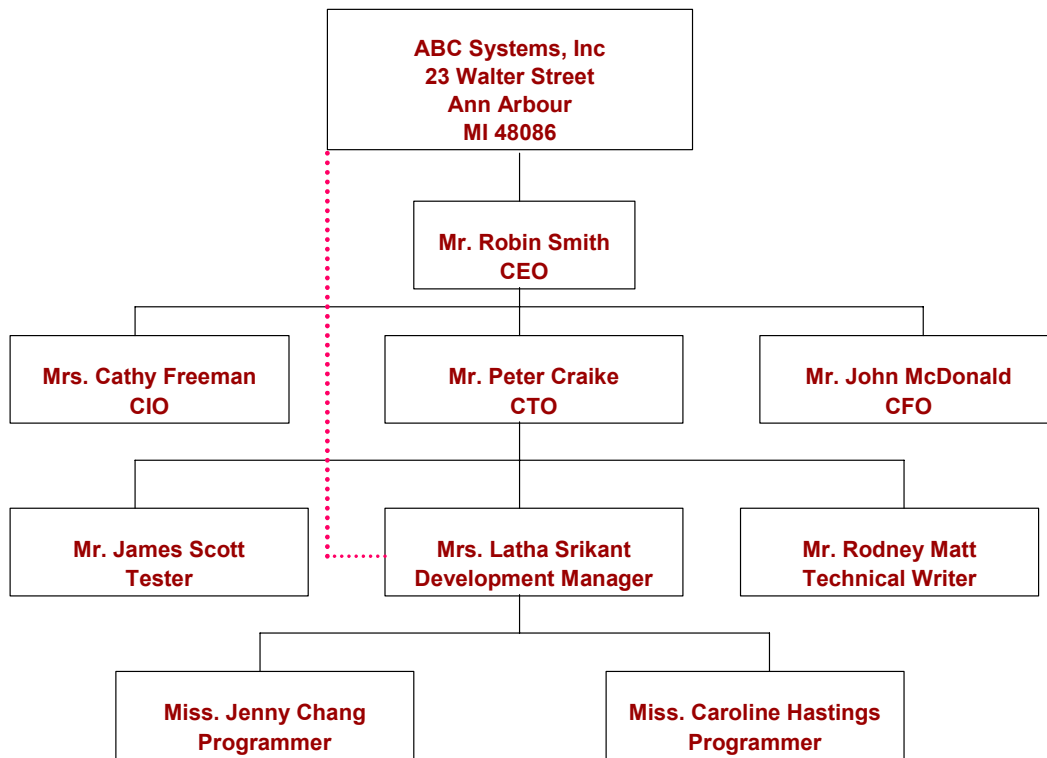 ABC Systems, Inc
23 Walter Street
Ann Arbour
MI 48086
Mr. Robin Smith
CEO
Mrs. Cathy Freeman
CIO
Mr. Peter Craike
CTO
Mr. John McDonald
CFO
Mr. James Scott
Tester
Mrs. Latha Srikant
Development Manager
Mr. Rodney Matt
Technical Writer
Miss. Jenny Chang
Programmer
Miss. Caroline Hastings
Programmer